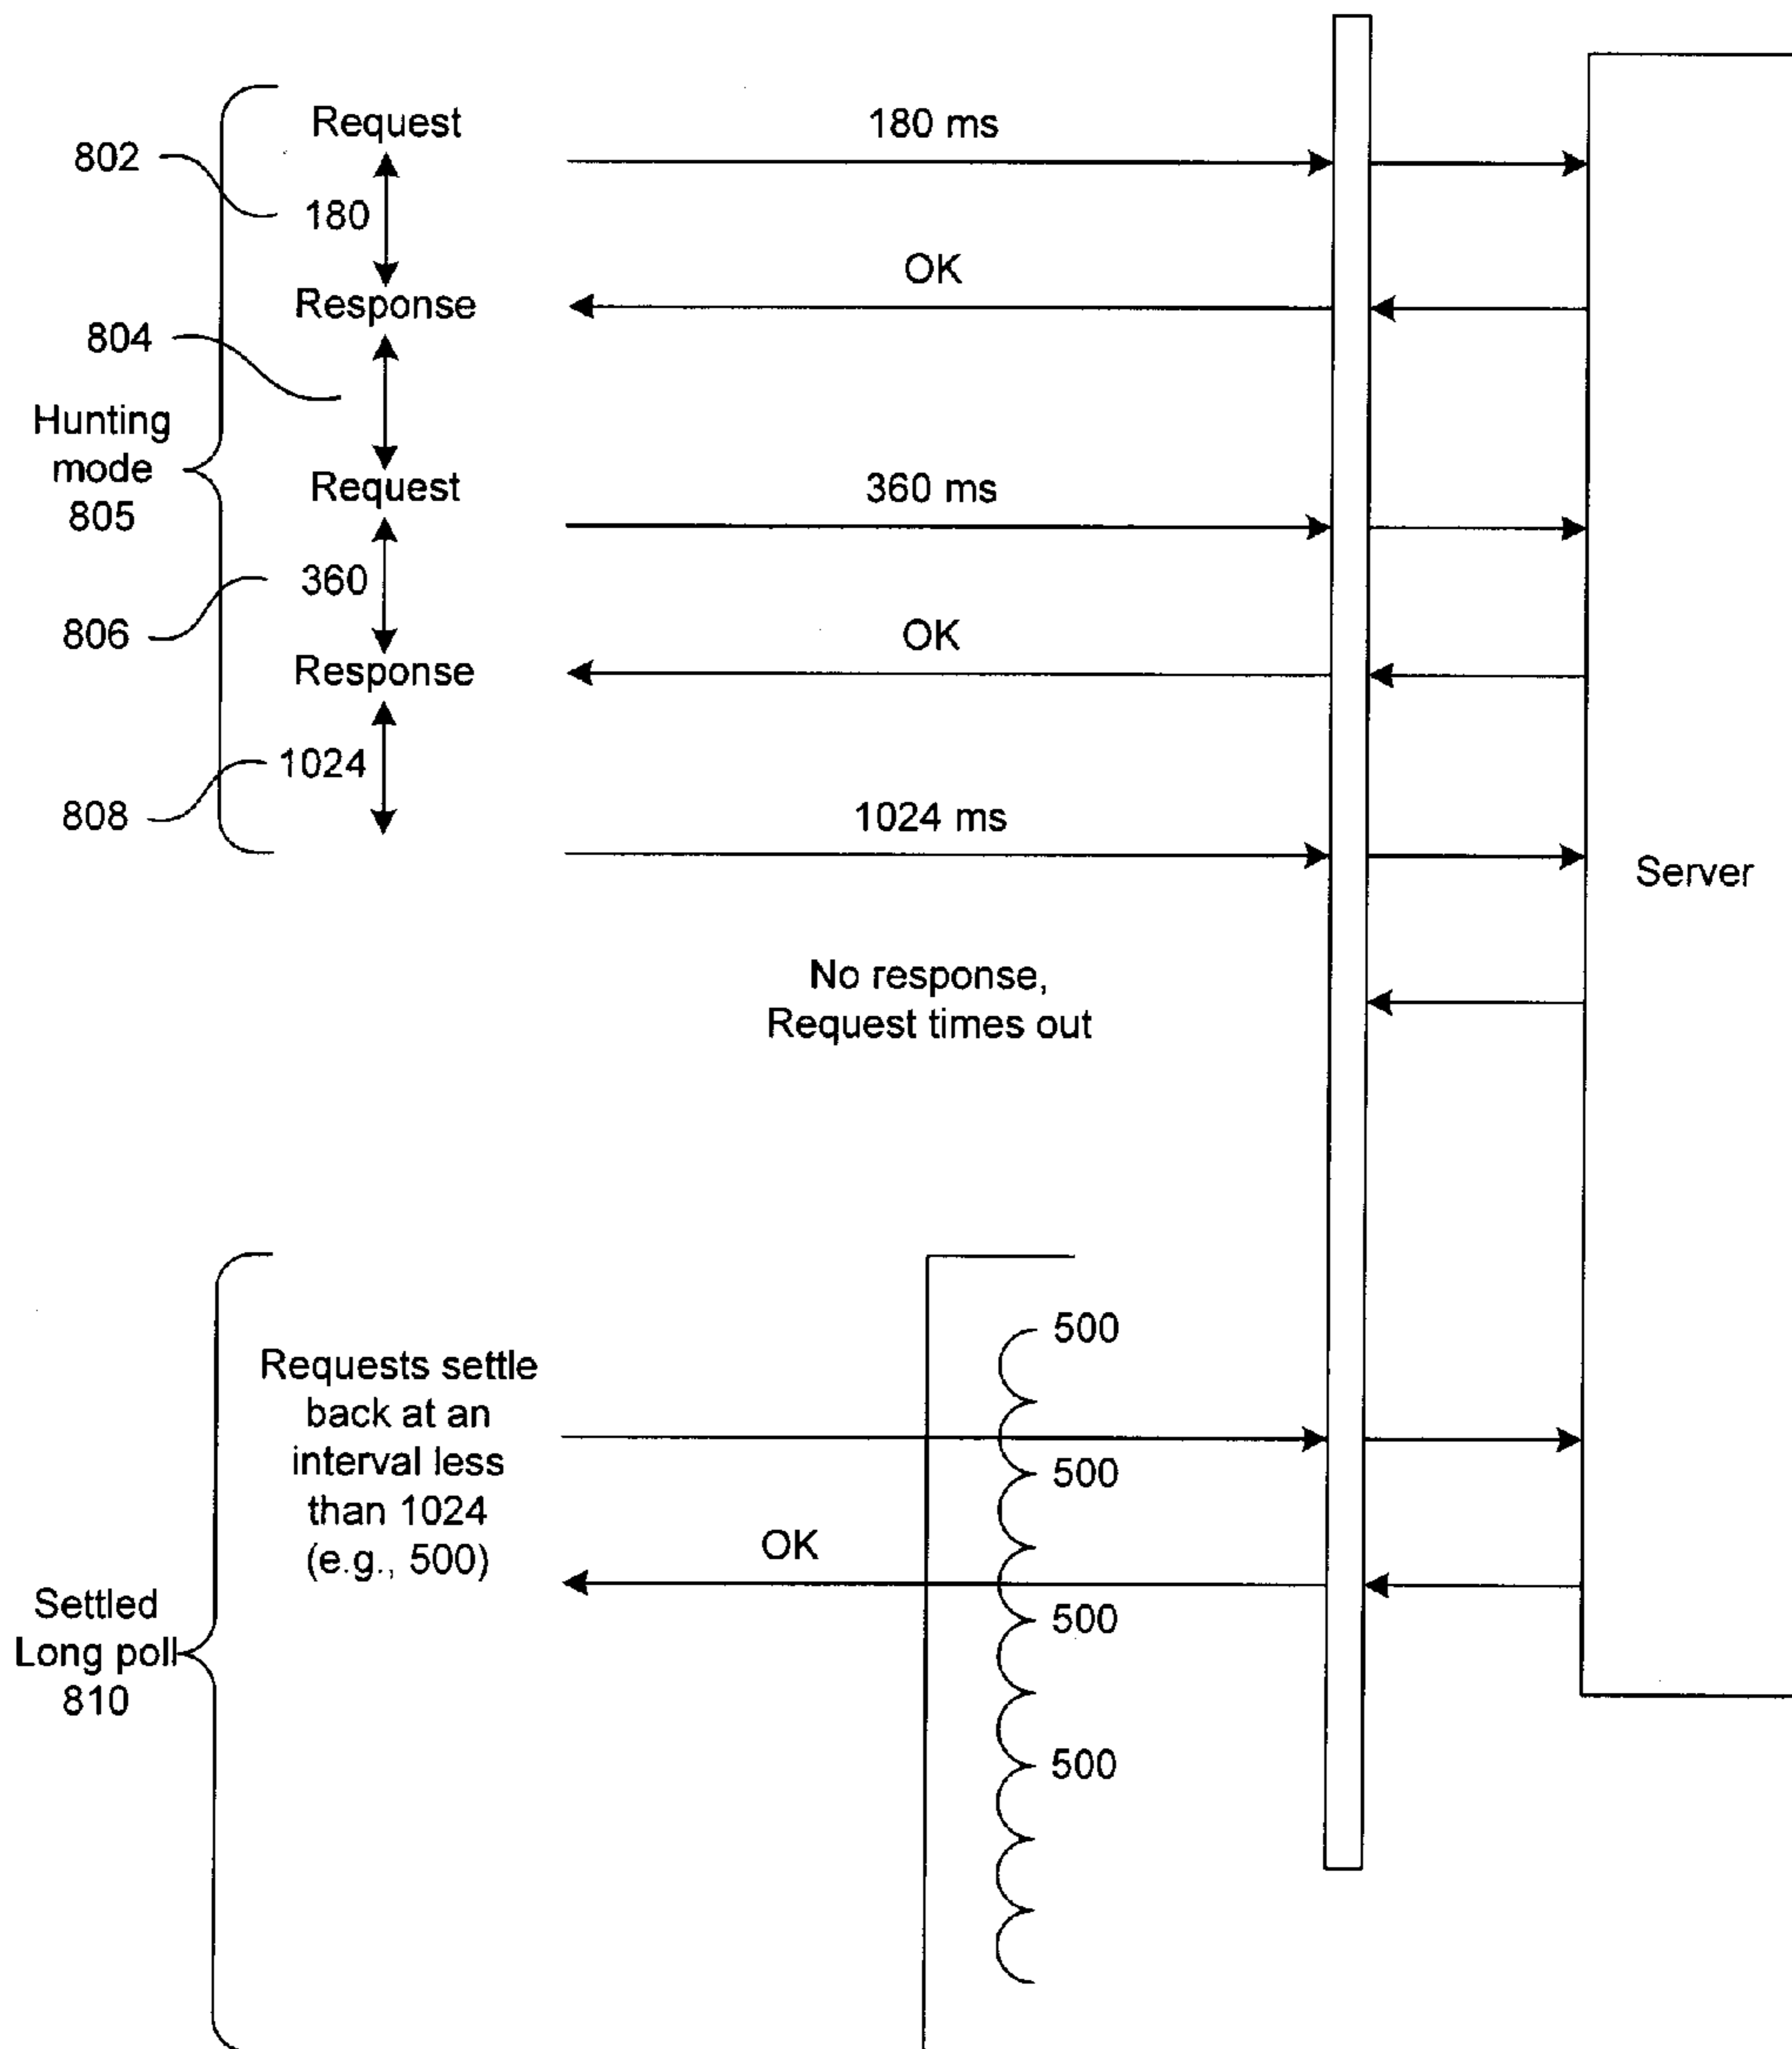 Request
180 ms
802
180
OK
Response
804
Hunting
mode
805
Request
360 ms
360
806
OK
Response
1024
808
1024 ms
Server
No response,
Request times out
500
Requests settle
back at an
interval less
than 1024
(e.g., 500)
500
OK
500
Settled
Long poll
810
500